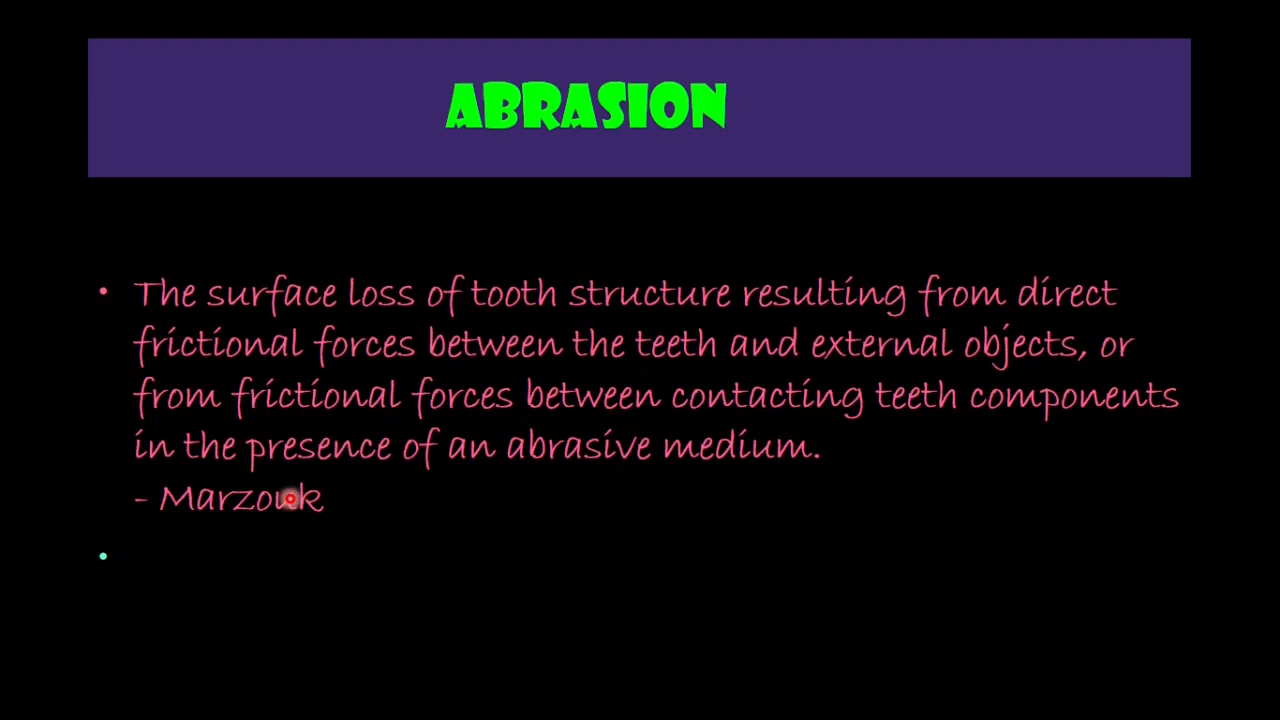 ABRASION
• The surface loss of tooth structure resulting from direct
frictional forces between the teeth and external objects, or
from frictional forces between contacting teeth components
in the presence of an abrasive medium.
- Marzouk
•